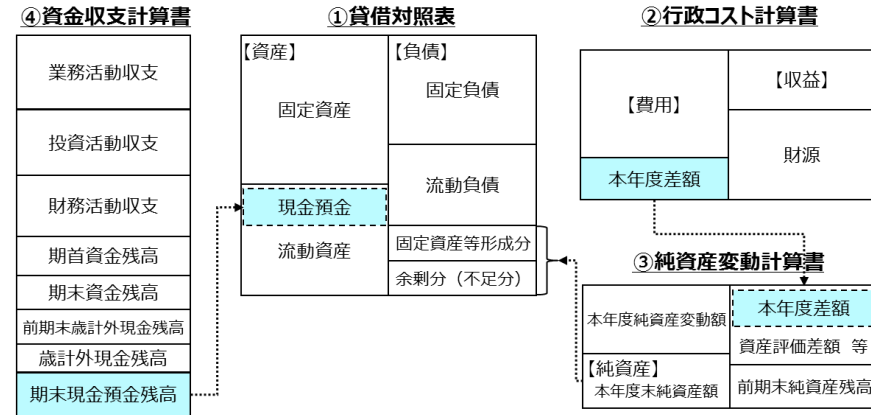 ④資金収支計算書
業務活動収支
投資活動収支
財務活動収支
期首資金残高
期末資金残高
前期末歳計外現金残高
歳計外現金残高
期末現金預金残高
①貸借対照表
【資産】
固定資産
現金預金
流動資産
【負債】
固定負債
流動負債
固定資産等形成分
余剰分（不足分）
②行政コスト計算書
【費用】
本年度差額
【収益】
財源
③純資産変動計算書
本年度純資産変動額
【純資産】
本年度末純資産額
本年度差額
資産評価差額 等
前期末純資産残高